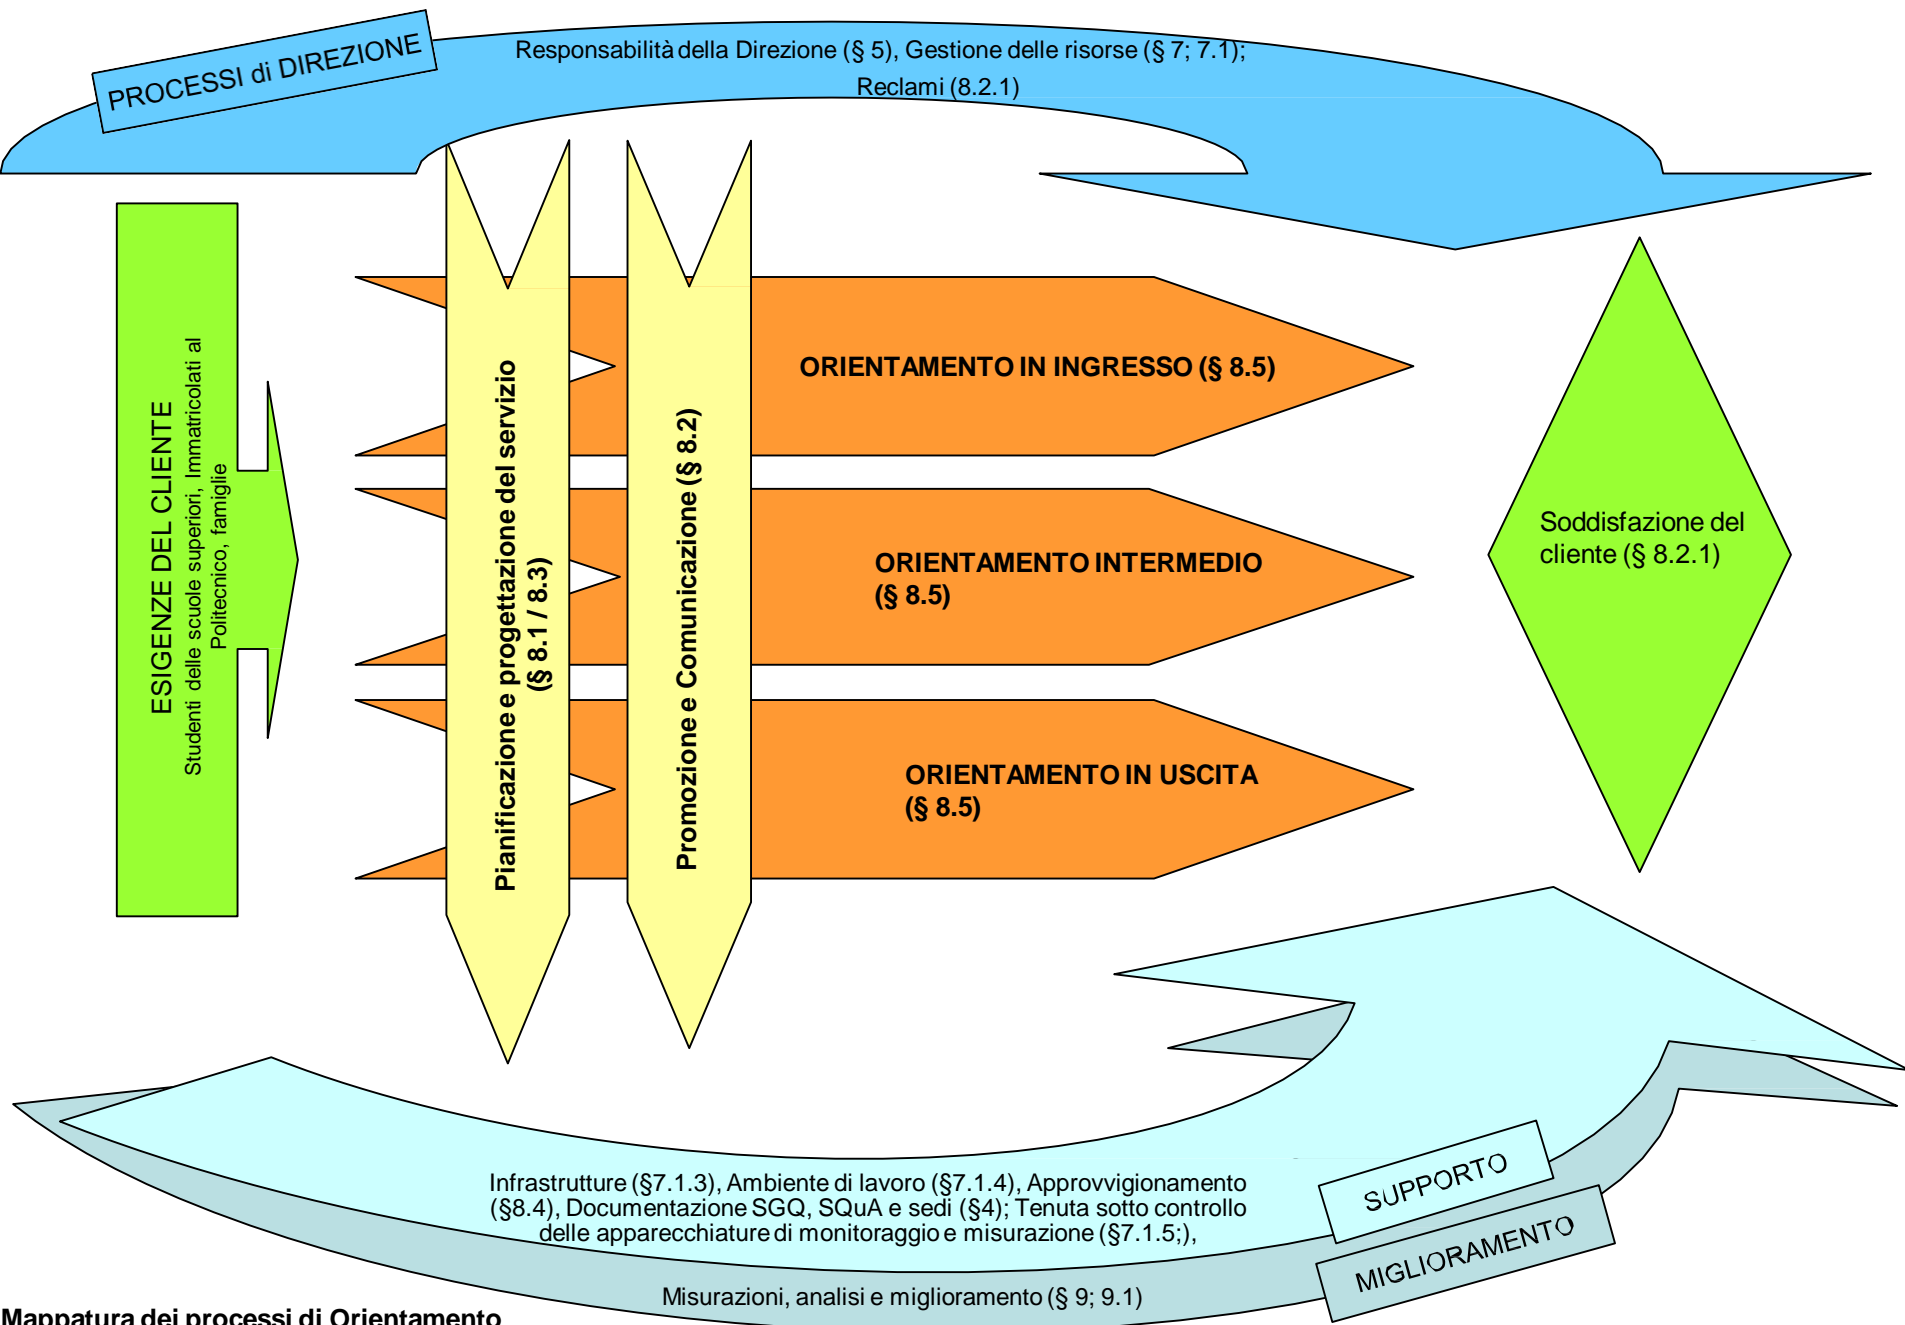 PROCESSI di DIREZIONE
Responsabilità della Direzione (§ 5), Gestione delle risorse (§ 7; 7.1);
Reclami (8.2.1)
ESIGENZE DEL CLIENTE
Studenti delle scuole superiori, Immatricolati al
Politecnico, famiglie
Pianificazione e progettazione del servizio
(§ 8.1 / 8.3)
Promozione e Comunicazione (§ 8.2)
ORIENTAMENTO IN INGRESSO (§ 8.5)
ORIENTAMENTO INTERMEDIO
(§ 8.5)
ORIENTAMENTO IN USCITA
(§ 8.5)
Soddisfazione del
cliente (§ 8.2.1)
Infrastrutture (§7.1.3), Ambiente di lavoro (§7.1.4), Approvvigionamento
(§8.4), Documentazione SGQ, SQuA e sedi (§4); Tenuta sotto controllo
delle apparecchiature di monitoraggio e misurazione (§7.1.5;),
SUPPORTO
MIGLIORAMENTO
Misurazioni, analisi e miglioramento (§ 9; 9.1)
Mappatura dei processi di Orientamento